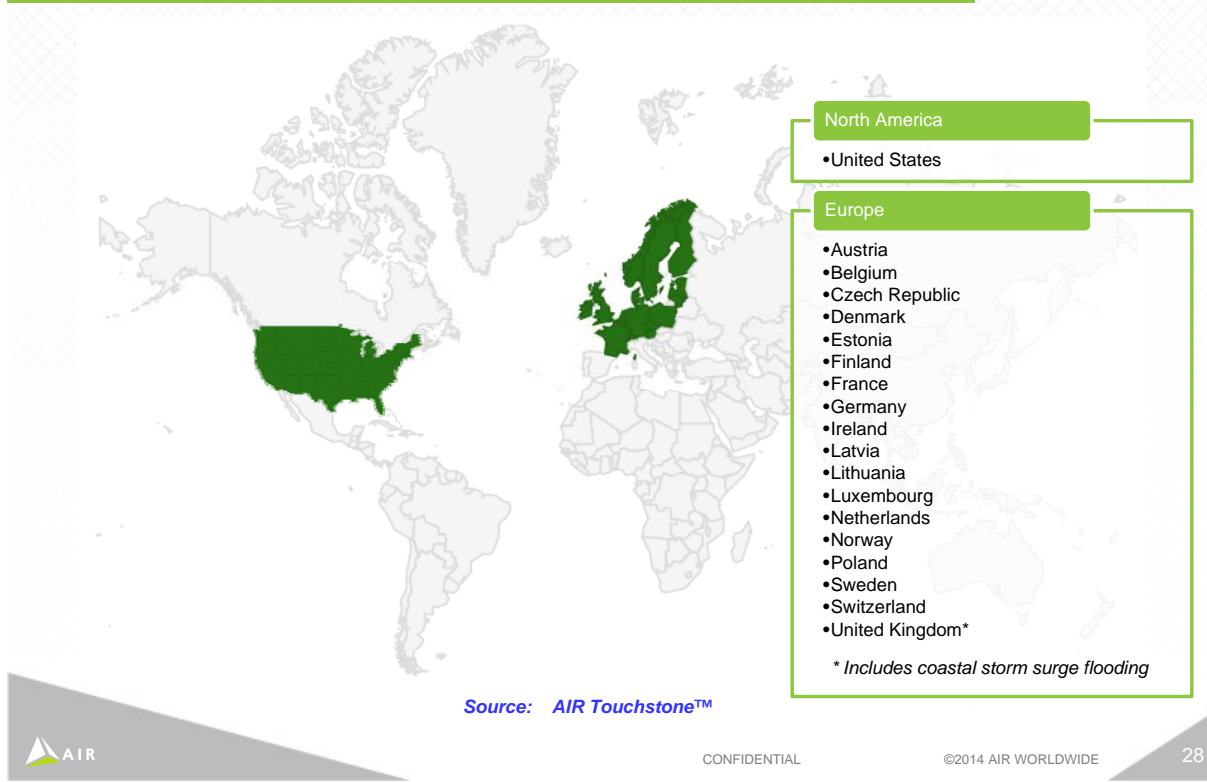 North America
•United States
Europe
•Austria
•Belgium
•Czech Republic
•Denmark
•Estonia
•Finland
•France
•Germany
•Ireland
•Latvia
•Lithuania
•Luxembourg
•Netherlands
•Norway
•Poland
•Sweden
•Switzerland
•United Kingdom*
* Includes coastal storm surge flooding
Source: AIR Touchstone™
AIR
CONFIDENTIAL
©2014 AIR WORLDWIDE
28